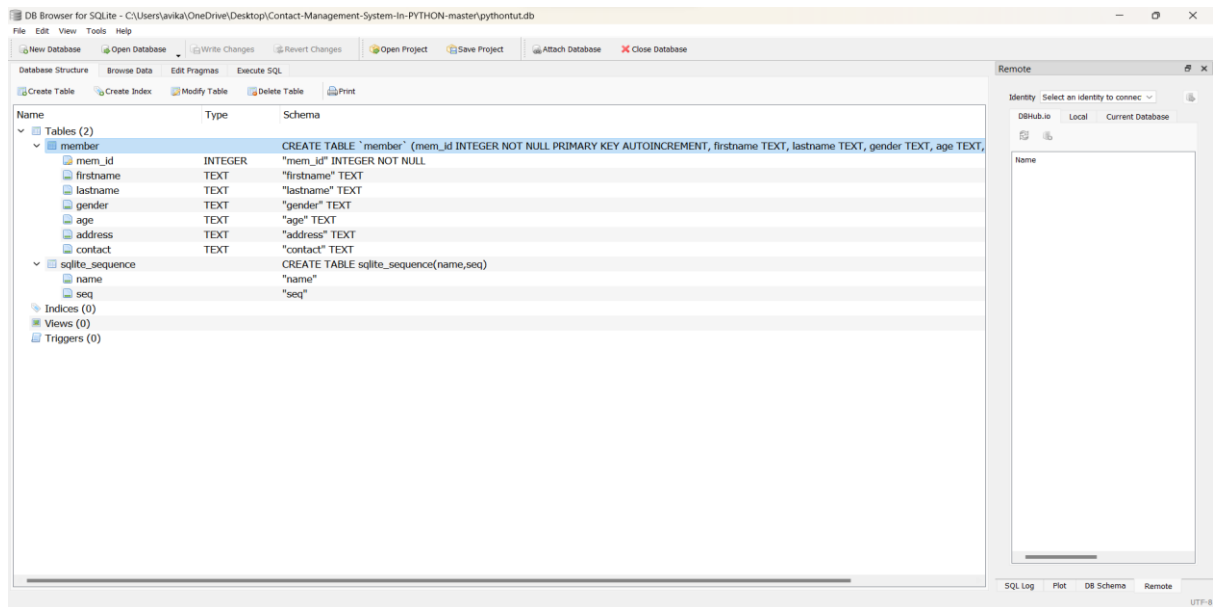 DB Browser for SQLite - C:\Users\avika\OneDrive\Desktop\Contact-Management-System-In-PYTHON-master\pythontut.db
File Edit View Tools Help
New Database Open Database Write Changes Revert Changes Open Project Save Project Attach Database Close Database
Database Structure Browse Data Edit Pragmas Execute SQL
Create Table Create Index Modify Table Delete Table Print
Name Type Schema
Tables (2)
member CREATE TABLE `member` (mem_id INTEGER NOT NULL PRIMARY KEY AUTOINCREMENT, firstname TEXT, lastname TEXT, gender TEXT, age TEXT,
mem_id INTEGER "mem_id" INTEGER NOT NULL
firstname TEXT "firstname" TEXT
lastname TEXT "lastname" TEXT
gender TEXT "gender" TEXT
age TEXT "age" TEXT
address TEXT "address" TEXT
contact TEXT "contact" TEXT
sqlite_sequence CREATE TABLE sqlite_sequence(name,seq)
name "name"
seq "seq"
Indices (0)
Views (0)
Triggers (0)
Remote
Identity Select an identity to connec
DBHub.io Local Current Database
Name
SQL Log Plot DB Schema Remote
UTF-8